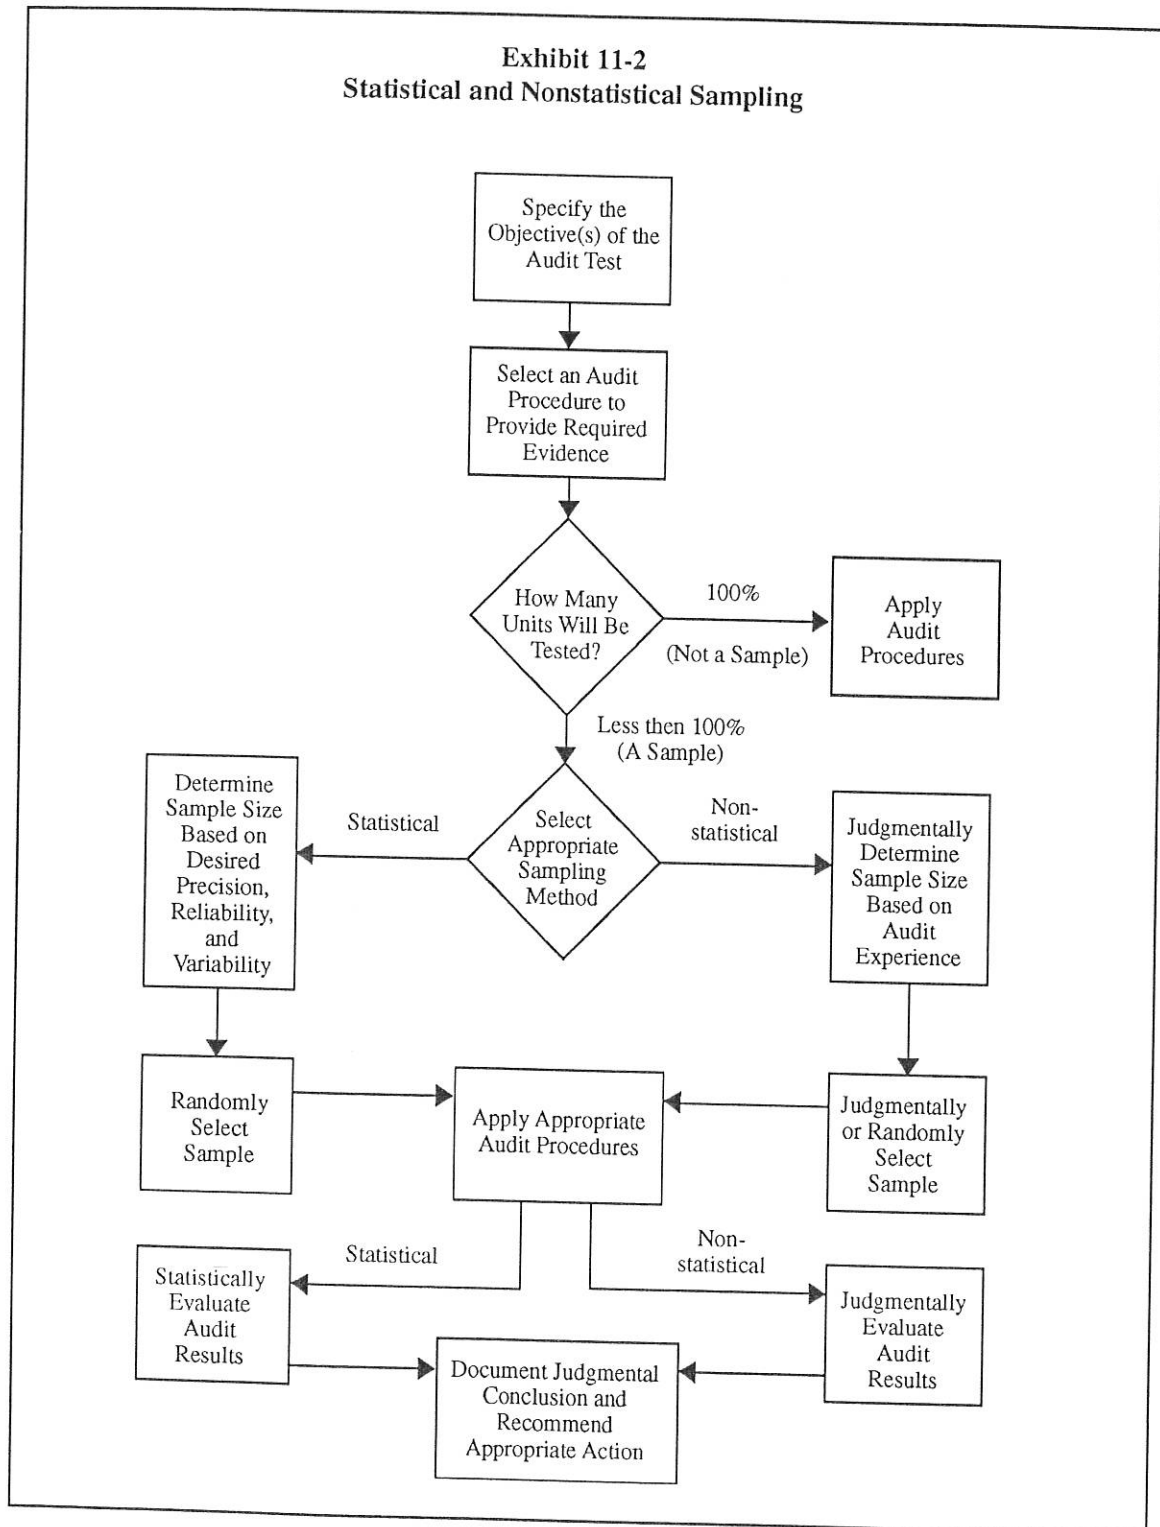 Exhibit 11-2
Statistical and Nonstatistical Sampling
Specify the
Objective(s) of the
Audit Test
Select an Audit
Procedure to
Provide Required
Evidence
How Many
Units Will Be
Tested?
100%
(Not a Sample)
Apply
Audit
Procedures
Less then 100%
(A Sample)
Select
Appropriate
Sampling
Method
Statistical
Determine
Sample Size
Based on
Desired
Precision,
Reliability,
and
Variability
Non-
statistical
Judgmentally
Determine
Sample Size
Based on
Audit
Experience
Randomly
Select
Sample
Apply Appropriate
Audit Procedures
Judgmentally
or Randomly
Select
Sample
Statistical
Statistically
Evaluate
Audit
Results
Non-
statistical
Judgmentally
Evaluate
Audit
Results
Document Judgmental
Conclusion and
Recommend
Appropriate Action